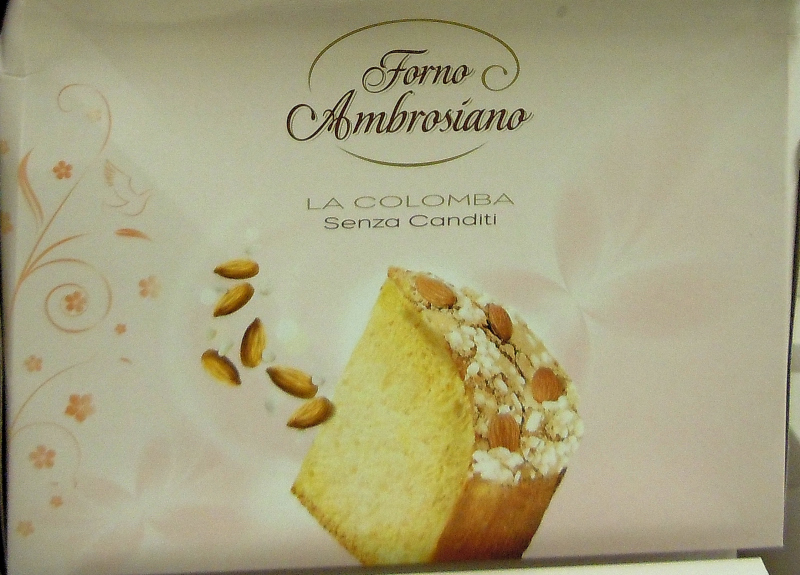 Forno
Ambrosiano
LA COLOMBA
Senza Canditi